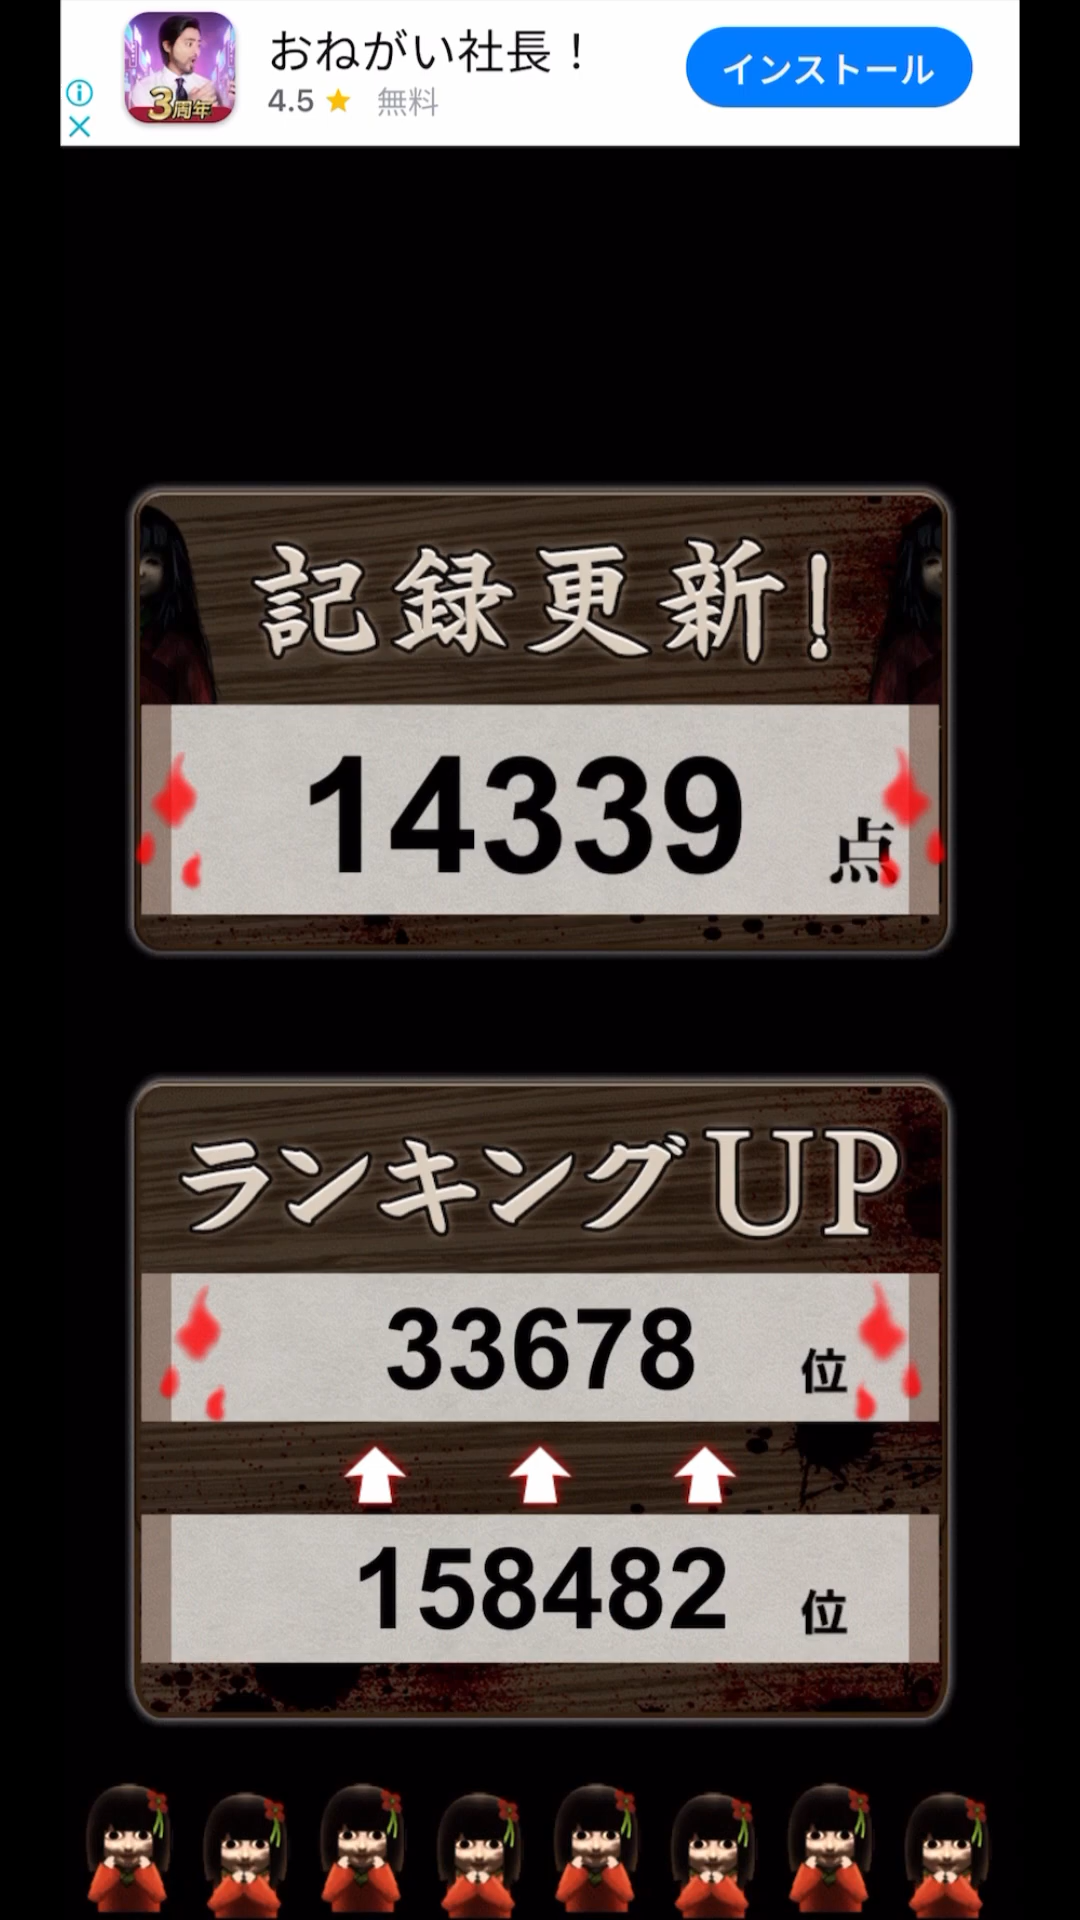 おねがい社長！
4.5 ★ 無料
インストール
3周年
記録更新!
14339 点
ランキングUP
33678 位
158482 位